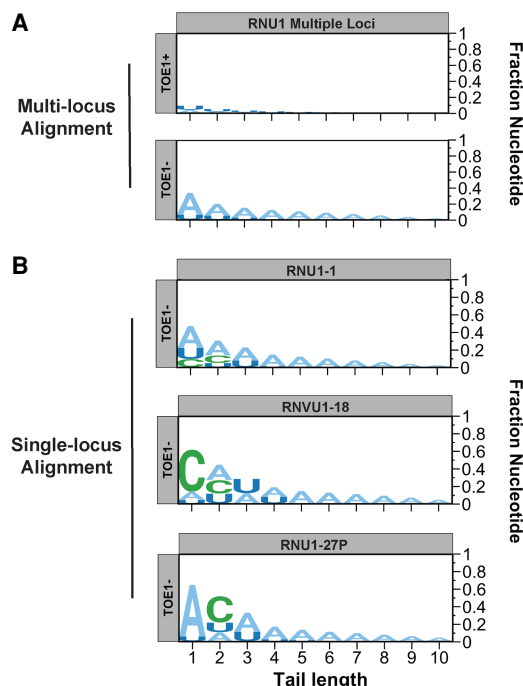 A
RNU1 Multiple Loci
Multi-locus
Alignment
TOE1+
1
0.8
0.6
0.4
0.2
0
TOE1-
A A A A A A A A
1
0.8
0.6
0.4
0.2
0
Fraction Nucleotide
B
RNU1-1
Single-locus
Alignment
TOE1-
A A A A A A A A
U C U
C U
1
0.8
0.6
0.4
0.2
0
RNVU1-18
TOE1-
C A U A A A A A
A C A U
U U
1
0.8
0.6
0.4
0.2
0
RNU1-27P
TOE1-
A C A A A A A A
U U
A
1
0.8
0.6
0.4
0.2
0
Fraction Nucleotide
1 2 3 4 5 6 7 8 9 10
Tail length